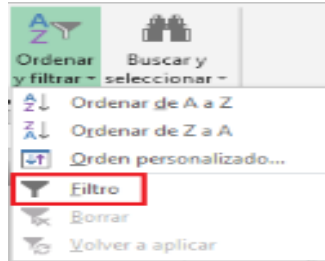 Ordenar
y filtrar
Buscar y
seleccionar
Ordenar de A a Z
Ordenar de Z a A
Orden personalizado...
Filtro
Borrar
Volver a aplicar